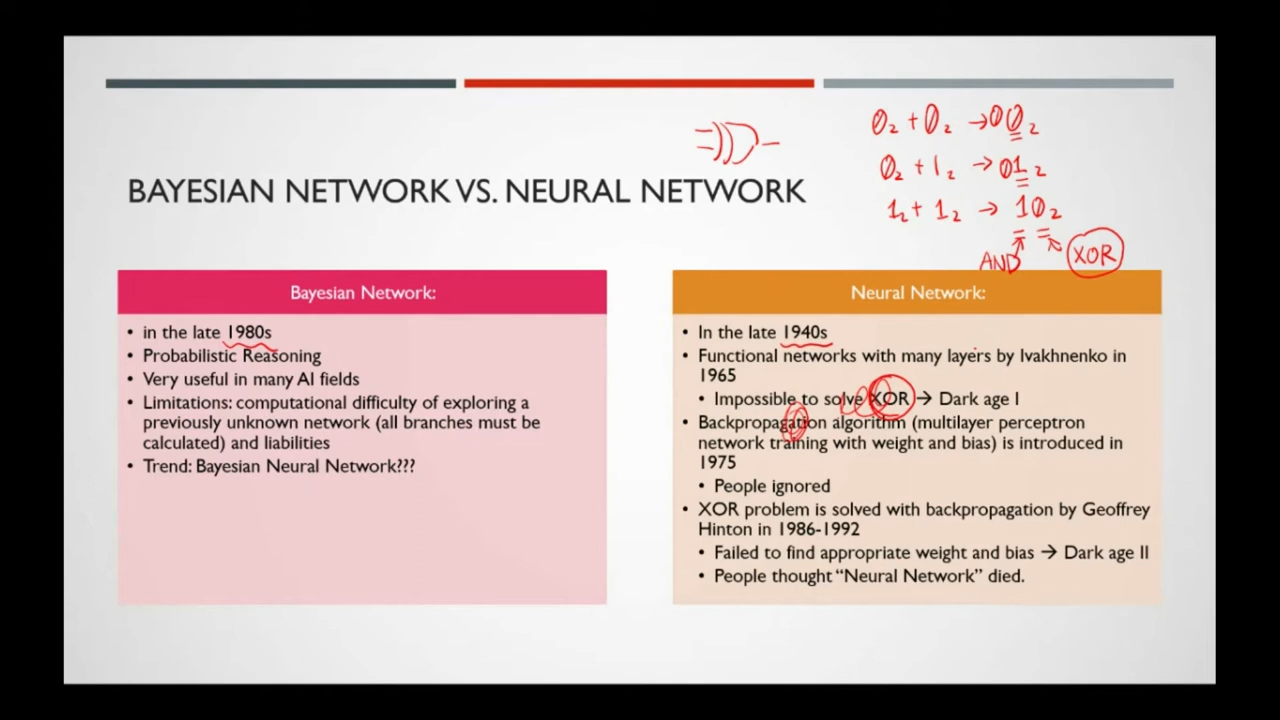 0₂ + 0₂ → 00₂
0₂ + 1₂ → 01₂
1₂ + 1₂ → 10₂
AND XOR
BAYESIAN NETWORK VS. NEURAL NETWORK
Bayesian Network:
• in the late 1980s
• Probabilistic Reasoning
• Very useful in many AI fields
• Limitations: computational difficulty of exploring a
previously unknown network (all branches must be
calculated) and liabilities
• Trend: Bayesian Neural Network???
Neural Network:
• In the late 1940s
• Functional networks with many layers by Ivakhnenko in
1965
• Impossible to solve XOR → Dark age I
• Backpropagation algorithm (multilayer perceptron
network training with weight and bias) is introduced in
1975
• People ignored
• XOR problem is solved with backpropagation by Geoffrey
Hinton in 1986-1992
• Failed to find appropriate weight and bias → Dark age II
• People thought “Neural Network” died.